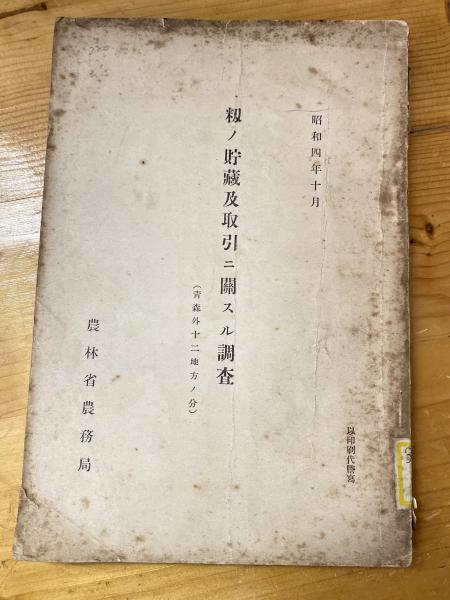 昭和四年十月
籾ノ貯藏及取引ニ關スル調査
（青森外十二地方ノ分）
農林省農務局
以印刷代謄寫